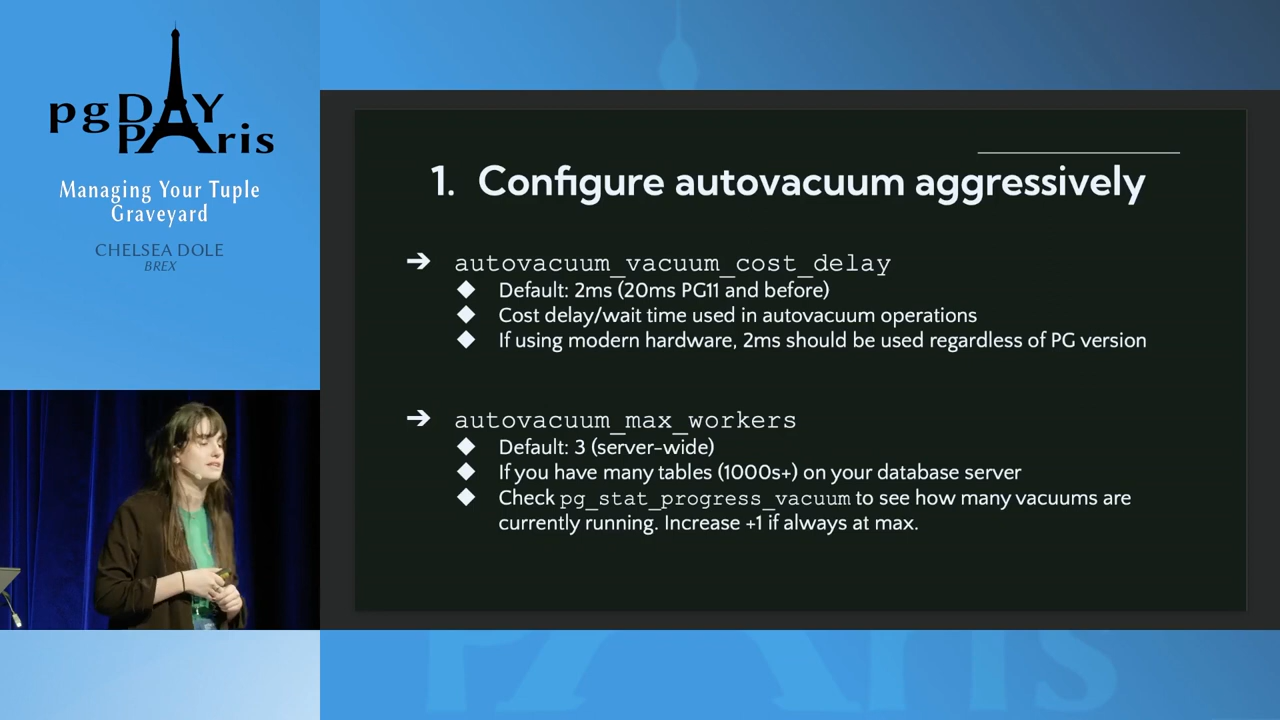 pgDAY
PAris
Managing Your Tuple
Graveyard
CHELSEA DOLE
BREX
1. Configure autovacuum aggressively
➔ autovacuum_vacuum_cost_delay
◆ Default: 2ms (20ms PG11 and before)
◆ Cost delay/wait time used in autovacuum operations
◆ If using modern hardware, 2ms should be used regardless of PG version
➔ autovacuum_max_workers
◆ Default: 3 (server-wide)
◆ If you have many tables (1000s+) on your database server
◆ Check pg_stat_progress_vacuum to see how many vacuums are
currently running. Increase +1 if always at max.